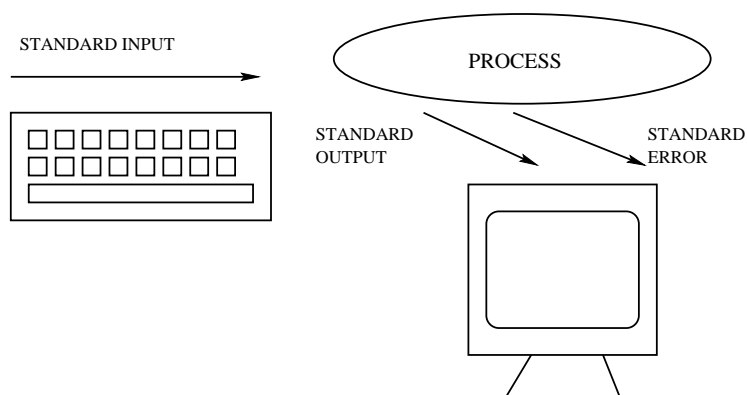 STANDARD INPUT
PROCESS
STANDARD
OUTPUT
STANDARD
ERROR